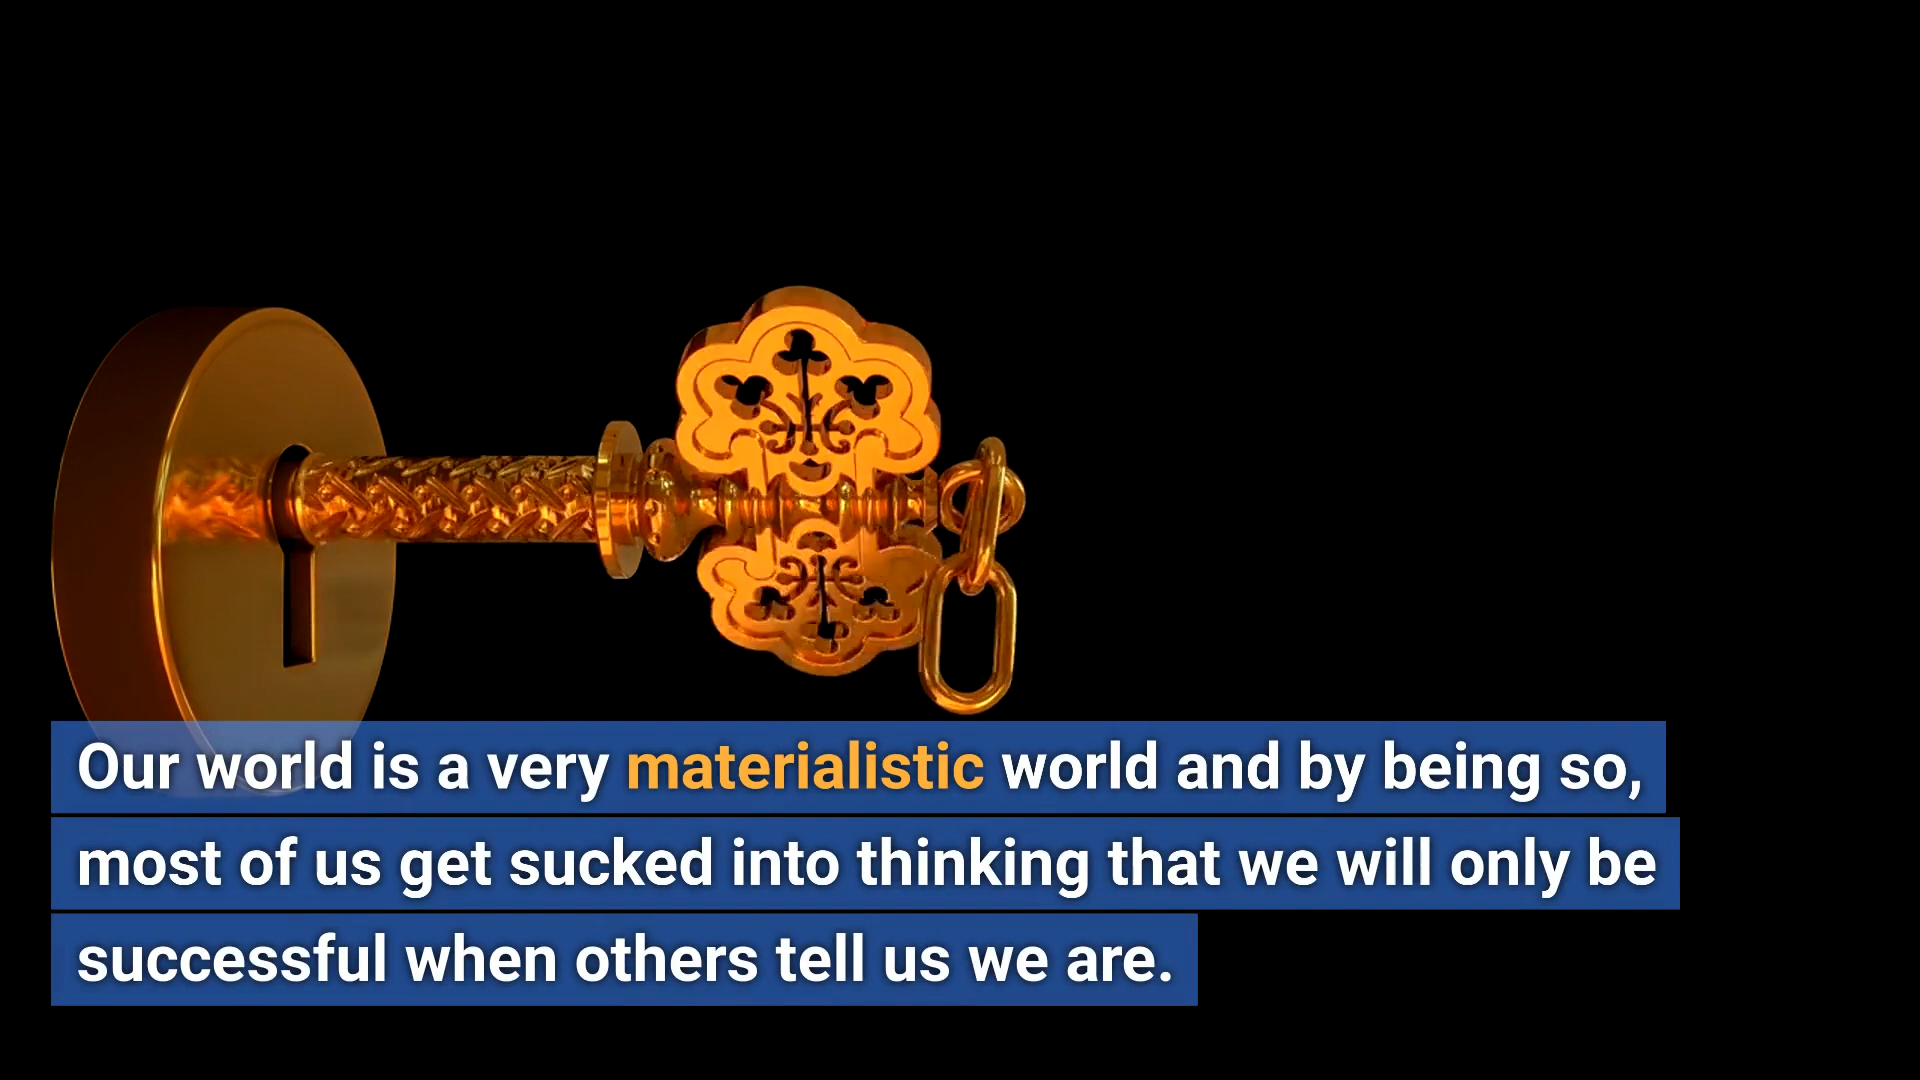 Our world is a very materialistic world and by being so,
most of us get sucked into thinking that we will only be
successful when others tell us we are.